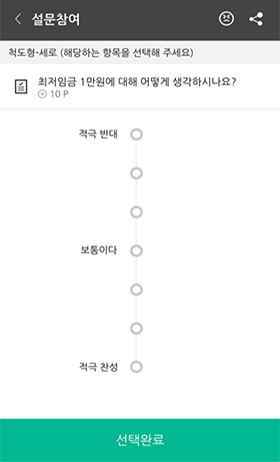 설문참여
척도형-세로 (해당하는 항목을 선택해 주세요)
최저임금 1만원에 대해 어떻게 생각하시나요?
10 P
적극 반대
보통이다
적극 찬성
선택완료